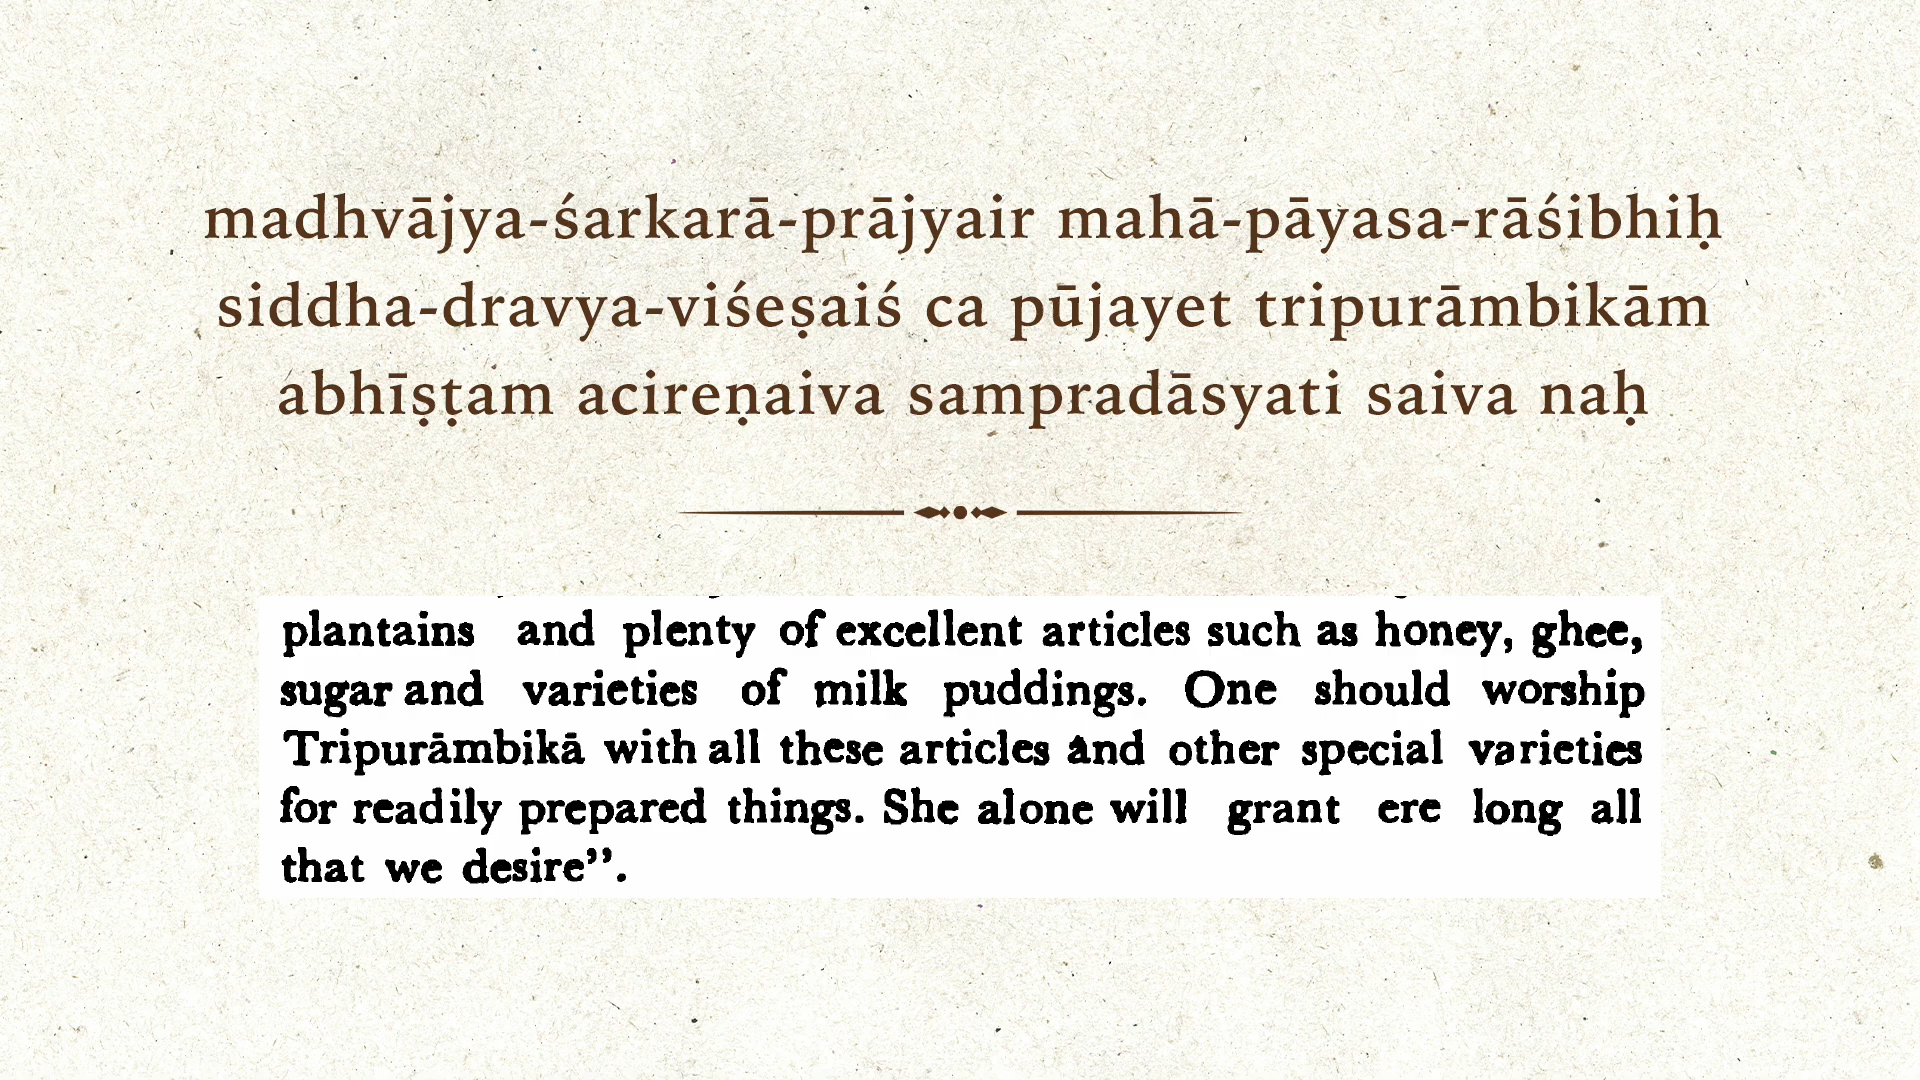 madhvājya-śarkarā-prājyair mahā-pāyasa-rāśibhiḥ
siddha-dravya-viśeṣaiś ca pūjayet tripurāmbikām
abhīṣṭam acireṇaiva sampradāsyati saiva naḥ
plantains and plenty of excellent articles such as honey, ghee,
sugar and varieties of milk puddings. One should worship
Tripurāmbikā with all these articles and other special varieties
for readily prepared things. She alone will grant ere long all
that we desire”.